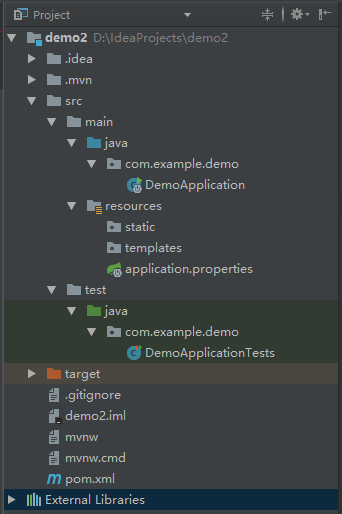 Project
demo2 D:\IdeaProjects\demo2
.idea
.mvn
src
main
java
com.example.demo
DemoApplication
resources
static
templates
application.properties
test
java
com.example.demo
DemoApplicationTests
target
.gitignore
demo2.iml
mvnw
mvnw.cmd
pom.xml
External Libraries